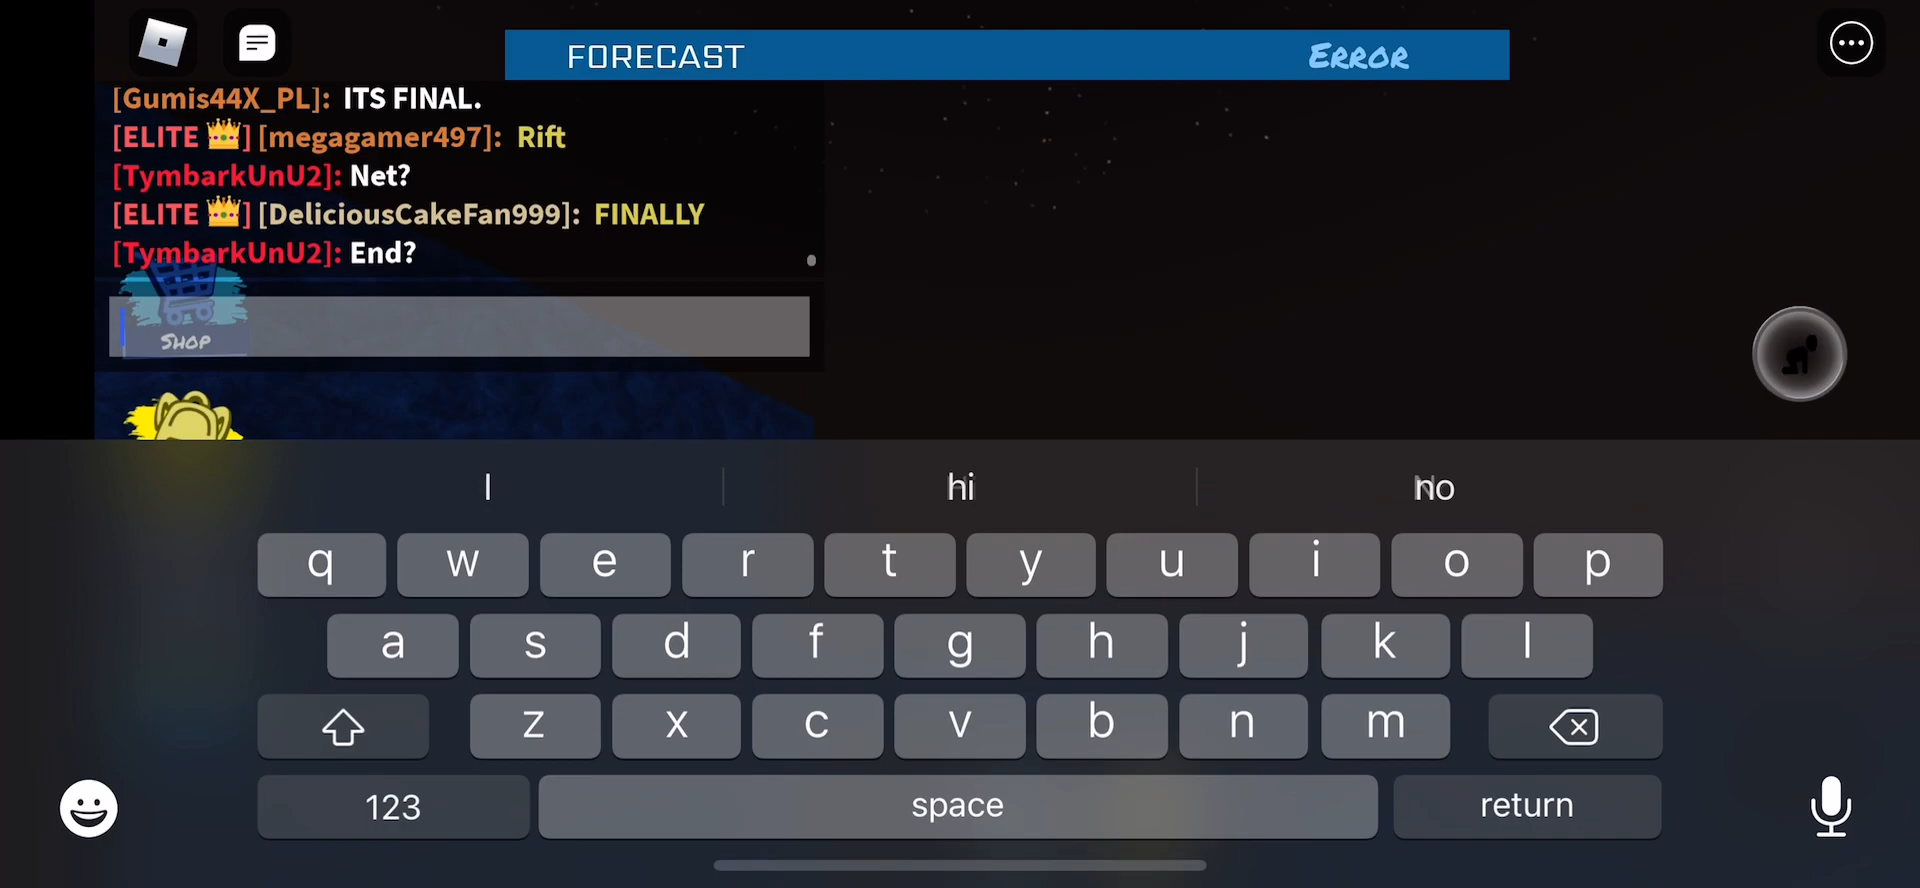 FORECAST Error
[Gumis44X_PL]: ITS FINAL.
[ELITE 👑] [megagamer497]: Rift
[TymbarkUnU2]: Net?
[ELITE 👑] [DeliciousCakeFan999]: FINALLY
[TymbarkUnU2]: End?
SHOP
I hi no
q w e r t y u i o p
a s d f g h j k l
z x c v b n m
123 space return